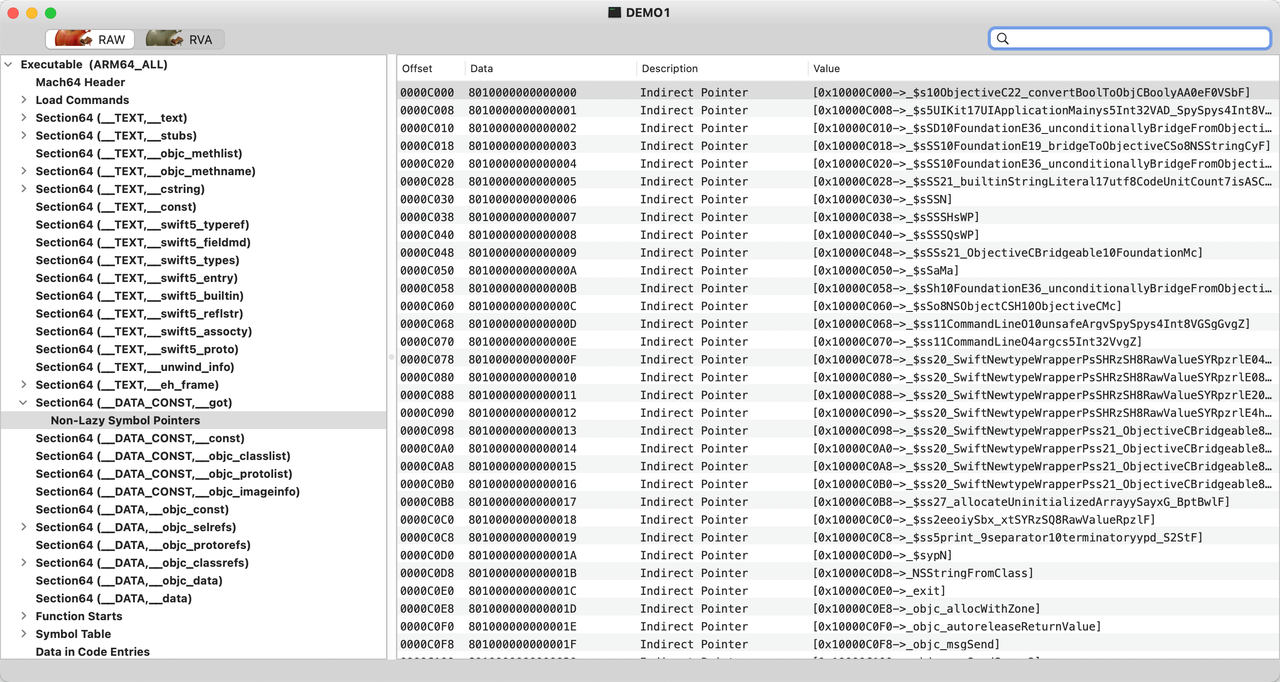 DEMO1
RAW RVA
Executable (ARM64_ALL)
Mach64 Header
Load Commands
Section64 (__TEXT,__text)
Section64 (__TEXT,__stubs)
Section64 (__TEXT,__objc_methlist)
Section64 (__TEXT,__objc_methname)
Section64 (__TEXT,__cstring)
Section64 (__TEXT,__const)
Section64 (__TEXT,__swift5_typeref)
Section64 (__TEXT,__swift5_fieldmd)
Section64 (__TEXT,__swift5_types)
Section64 (__TEXT,__swift5_entry)
Section64 (__TEXT,__swift5_builtin)
Section64 (__TEXT,__swift5_reflstr)
Section64 (__TEXT,__swift5_assocty)
Section64 (__TEXT,__swift5_proto)
Section64 (__TEXT,__unwind_info)
Section64 (__TEXT,__eh_frame)
Section64 (__DATA_CONST,__got)
Non-Lazy Symbol Pointers
Section64 (__DATA_CONST,__const)
Section64 (__DATA_CONST,__objc_classlist)
Section64 (__DATA_CONST,__objc_protolist)
Section64 (__DATA_CONST,__objc_imageinfo)
Section64 (__DATA,__objc_const)
Section64 (__DATA,__objc_selrefs)
Section64 (__DATA,__objc_protorefs)
Section64 (__DATA,__objc_classrefs)
Section64 (__DATA,__objc_data)
Section64 (__DATA,__data)
Function Starts
Symbol Table
Data in Code Entries
Offset Data Description Value
0000C000 8010000000000000 Indirect Pointer [0x10000C000->_$s10ObjectiveC22_convertBoolToObjCBoolyAA0eF0VSbF]
0000C008 8010000000000001 Indirect Pointer [0x10000C008->_$s5UIKit17UIApplicationMainys5Int32VAD_SpySpys4Int8V…
0000C010 8010000000000002 Indirect Pointer [0x10000C010->_$sSD10FoundationE36_unconditionallyBridgeFromObjecti…
0000C018 8010000000000003 Indirect Pointer [0x10000C018->_$sSS10FoundationE19_bridgeToObjectiveCSo8NSStringCyF]
0000C020 8010000000000004 Indirect Pointer [0x10000C020->_$sSS10FoundationE36_unconditionallyBridgeFromObjecti…
0000C028 8010000000000005 Indirect Pointer [0x10000C028->_$sSS21_builtinStringLiteral17utf8CodeUnitCount7isASC…
0000C030 8010000000000006 Indirect Pointer [0x10000C030->_$sSSN]
0000C038 8010000000000007 Indirect Pointer [0x10000C038->_$sSSSHsWP]
0000C040 8010000000000008 Indirect Pointer [0x10000C040->_$sSSSQsWP]
0000C048 8010000000000009 Indirect Pointer [0x10000C048->_$sSSs21_ObjectiveCBridgeable10FoundationMc]
0000C050 801000000000000A Indirect Pointer [0x10000C050->_$sSaMa]
0000C058 801000000000000B Indirect Pointer [0x10000C058->_$sSh10FoundationE36_unconditionallyBridgeFromObjecti…
0000C060 801000000000000C Indirect Pointer [0x10000C060->_$sSo8NSObjectCSH10ObjectiveCMc]
0000C068 801000000000000D Indirect Pointer [0x10000C068->_$ss11CommandLineO10unsafeArgvSpySpys4Int8VGSgGvgZ]
0000C070 801000000000000E Indirect Pointer [0x10000C070->_$ss11CommandLineO4argcs5Int32VvgZ]
0000C078 801000000000000F Indirect Pointer [0x10000C078->_$ss20_SwiftNewtypeWrapperPsSHRzSH8RawValueSYRpzrlE04…
0000C080 8010000000000010 Indirect Pointer [0x10000C080->_$ss20_SwiftNewtypeWrapperPsSHRzSH8RawValueSYRpzrlE08…
0000C088 8010000000000011 Indirect Pointer [0x10000C088->_$ss20_SwiftNewtypeWrapperPsSHRzSH8RawValueSYRpzrlE20…
0000C090 8010000000000012 Indirect Pointer [0x10000C090->_$ss20_SwiftNewtypeWrapperPsSHRzSH8RawValueSYRpzrlE4h…
0000C098 8010000000000013 Indirect Pointer [0x10000C098->_$ss20_SwiftNewtypeWrapperPss21_ObjectiveCBridgeable8…
0000C0A0 8010000000000014 Indirect Pointer [0x10000C0A0->_$ss20_SwiftNewtypeWrapperPss21_ObjectiveCBridgeable8…
0000C0A8 8010000000000015 Indirect Pointer [0x10000C0A8->_$ss20_SwiftNewtypeWrapperPss21_ObjectiveCBridgeable8…
0000C0B0 8010000000000016 Indirect Pointer [0x10000C0B0->_$ss20_SwiftNewtypeWrapperPss21_ObjectiveCBridgeable8…
0000C0B8 8010000000000017 Indirect Pointer [0x10000C0B8->_$ss27_allocateUninitializedArrayySayxG_BptBwlF]
0000C0C0 8010000000000018 Indirect Pointer [0x10000C0C0->_$ss2eeoiySbx_xtSYRzSQ8RawValueRpzlF]
0000C0C8 8010000000000019 Indirect Pointer [0x10000C0C8->_$ss5print_9separator10terminatoryypd_S2StF]
0000C0D0 801000000000001A Indirect Pointer [0x10000C0D0->_$sypN]
0000C0D8 801000000000001B Indirect Pointer [0x10000C0D8->_NSStringFromClass]
0000C0E0 801000000000001C Indirect Pointer [0x10000C0E0->_exit]
0000C0E8 801000000000001D Indirect Pointer [0x10000C0E8->_objc_allocWithZone]
0000C0F0 801000000000001E Indirect Pointer [0x10000C0F0->_objc_autoreleaseReturnValue]
0000C0F8 801000000000001F Indirect Pointer [0x10000C0F8->_objc_msgSend]